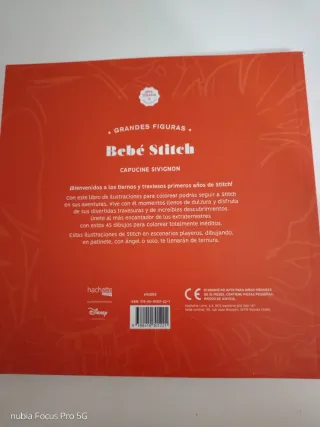 GRANDES FIGURAS
Bebé Stitch
CAPUCINE SIVIGNON
¡Bienvenidos a los tiernos y traviesos primeros años de Stitch!
Con este libro de ilustraciones para colorear podrás seguir a Stitch
en sus aventuras. Vive con él momentos llenos de dulzura y disfruta
de sus divertidas travesuras y de increíbles descubrimientos.
Únete al más encantador de los extraterrestres
con estos 45 dibujos para colorear totalmente inéditos.
Estas ilustraciones de Stitch en escenarios playeros, dibujando,
en patinete, con Ángel o solo, te llenarán de ternura.
hachette
Disney
CE
nubia Focus Pro 5G